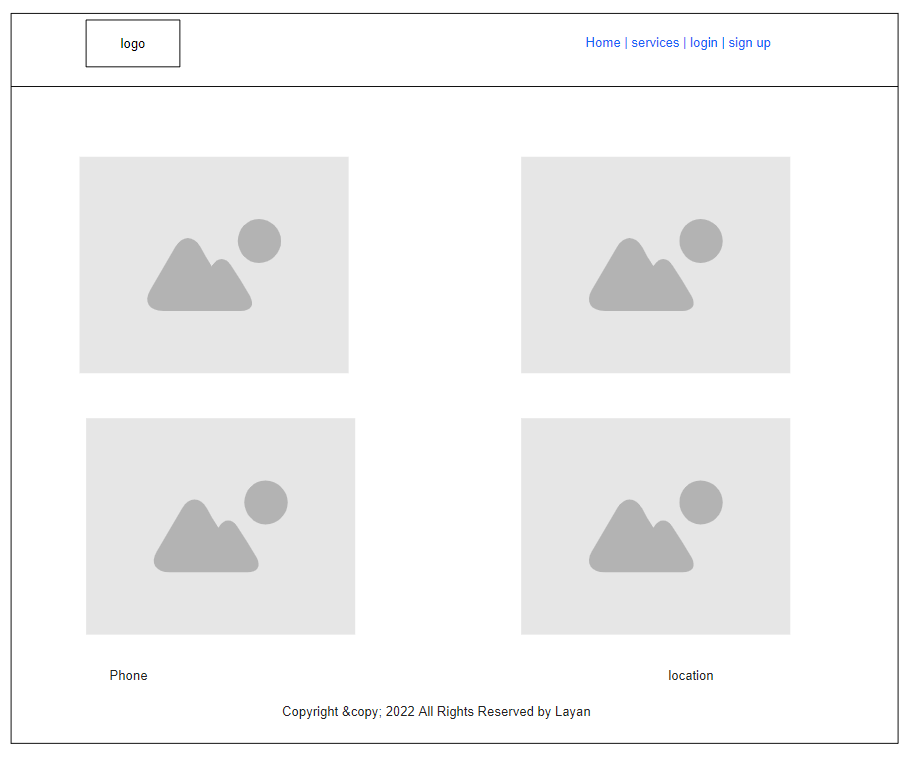 logo
Home | services | login | sign up
Phone
location
Copyright &copy; 2022 All Rights Reserved by Layan